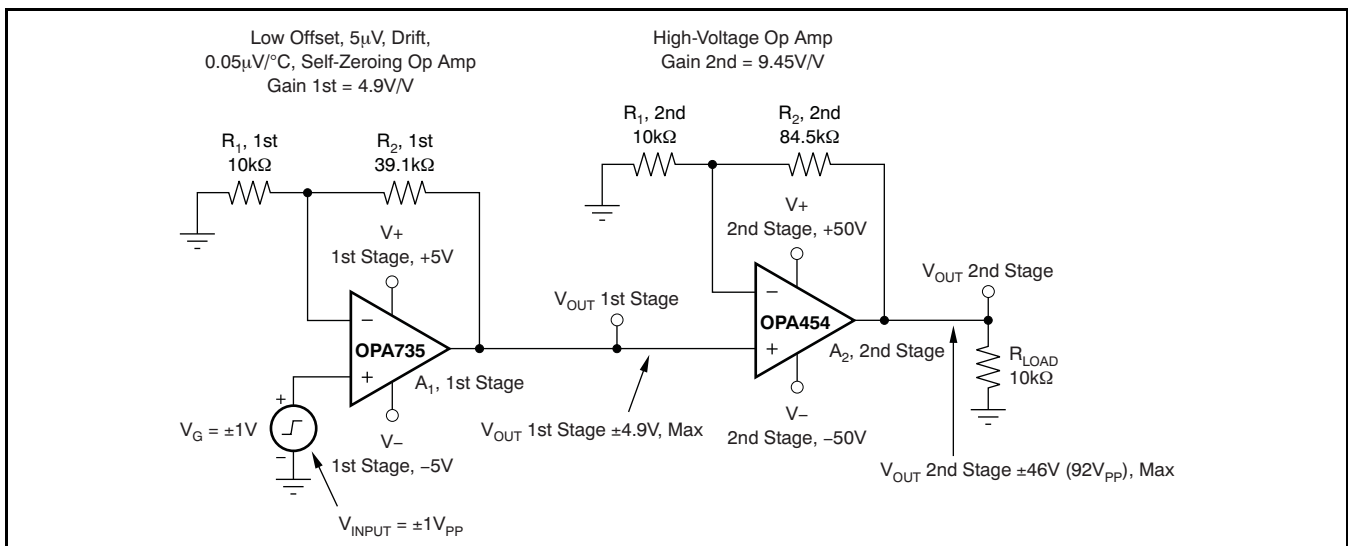 Low Offset, 5μV, Drift,
0.05μV/°C, Self-Zeroing Op Amp
Gain 1st = 4.9V/V
High-Voltage Op Amp
Gain 2nd = 9.45V/V
R1, 1st
10kΩ
R2, 1st
39.1kΩ
R1, 2nd
10kΩ
R2, 2nd
84.5kΩ
V+
1st Stage, +5V
V+
2nd Stage, +50V
VOUT 1st Stage
VOUT 2nd Stage
−
OPA735
+
A1, 1st Stage
−
OPA454
+
A2, 2nd Stage
RLOAD
10kΩ
+
VG = ±1V
−
V−
1st Stage, −5V
VOUT 1st Stage ±4.9V, Max
V−
2nd Stage, −50V
VOUT 2nd Stage ±46V (92VPP), Max
VINPUT = ±1VPP